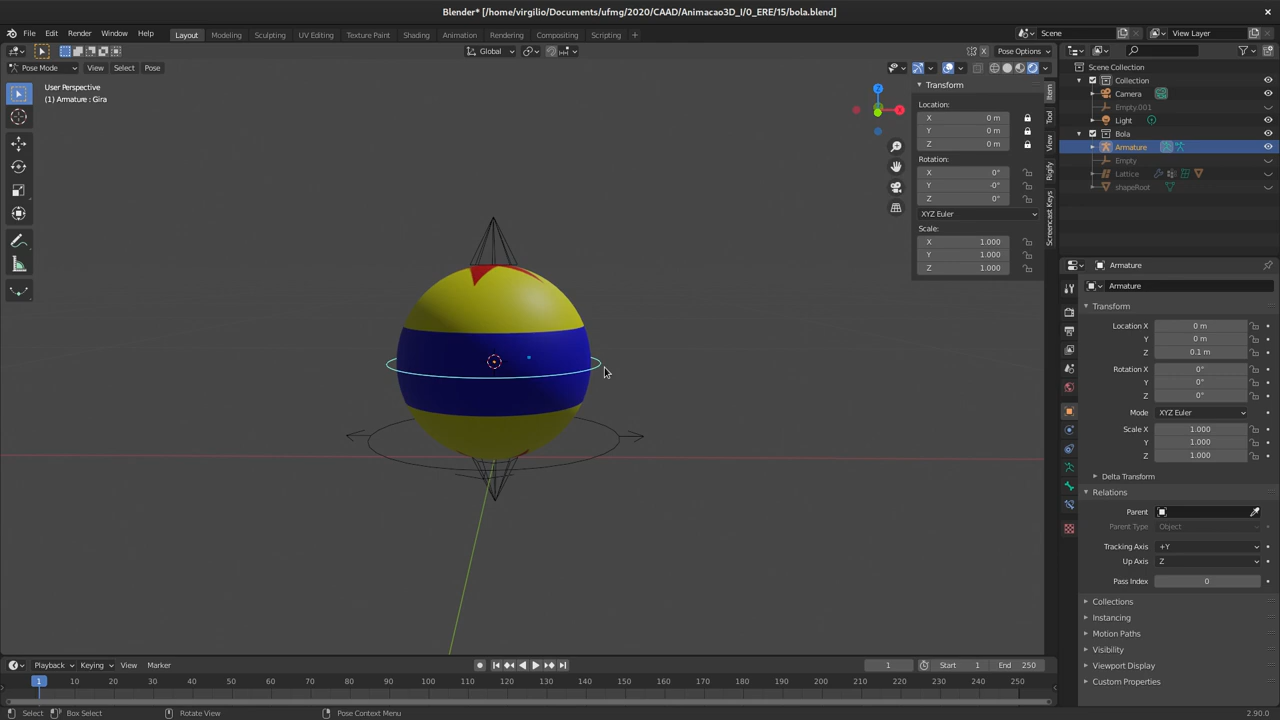 Blender* [/home/virgilio/Documents/ufmg/2020/CAAD/Animacao3D_I/0_ERE/15/bola.blend]
File Edit Render Window Help Layout Modeling Sculpting UV Editing Texture Paint Shading Animation Rendering Compositing Scripting + Scene View Layer
Global X Pose Options
Pose Mode View Select Pose
User Perspective
(1) Armature : Gira
Z
X
Transform
Location:
X 0 m
Y 0 m
Z 0 m
Rotation:
X 0°
Y -0°
Z 0°
XYZ Euler
Scale:
X 1.000
Y 1.000
Z 1.000
Item
Tool
View
Rigify
Screencast Keys
Scene Collection
Collection
Camera
Empty.001
Light
Bola
Armature
Empty
Lattice
shapeRoot
Armature
Armature
Transform
Location X 0 m
Y 0 m
Z 0.1 m
Rotation X 0°
Y 0°
Z 0°
Mode XYZ Euler
Scale X 1.000
Y 1.000
Z 1.000
Delta Transform
Relations
Parent
Parent Type Object
Tracking Axis +Y
Up Axis Z
Pass Index 0
Collections
Instancing
Motion Paths
Visibility
Viewport Display
Custom Properties
Playback Keying View Marker 1 Start 1 End 250
1 10 20 30 40 50 60 70 80 90 100 110 120 130 140 150 160 170 180 190 200 210 220 230 240 250
Select Box Select Rotate View Pose Context Menu 2.90.0